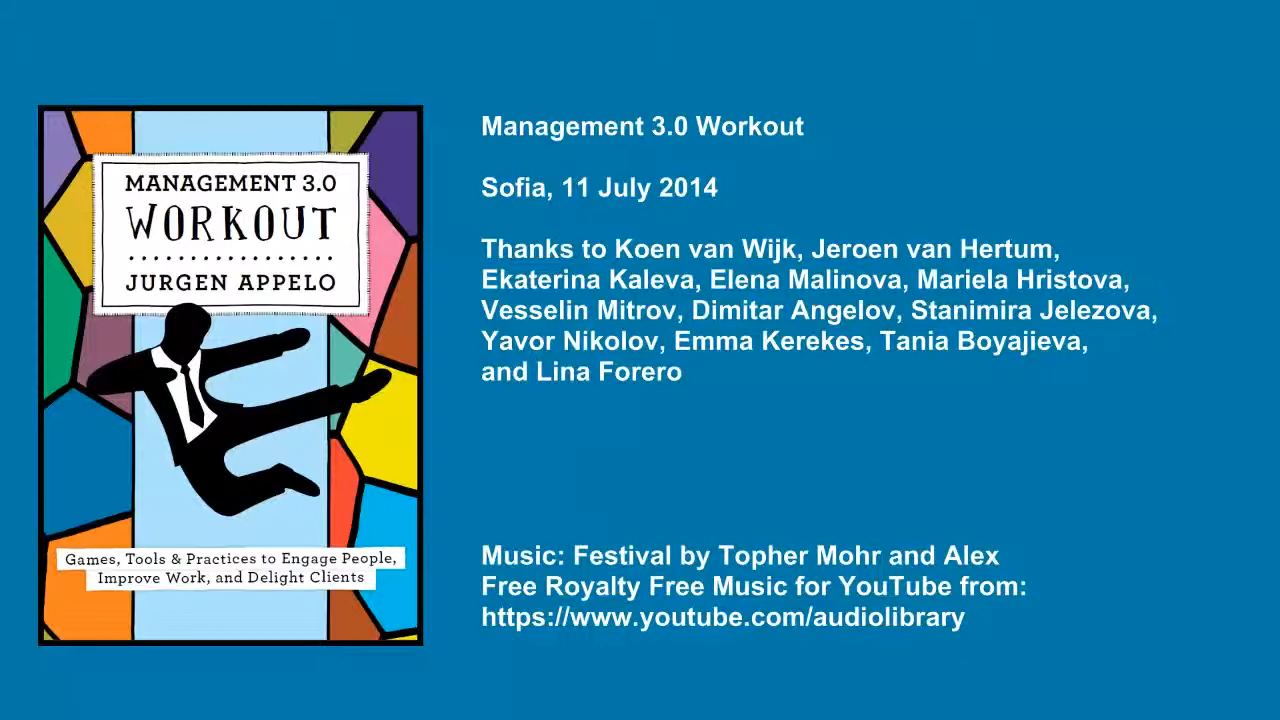 MANAGEMENT 3.0
WORKOUT
JURGEN APPELO
Games, Tools & Practices to Engage People,
Improve Work, and Delight Clients
Management 3.0 Workout
Sofia, 11 July 2014
Thanks to Koen van Wijk, Jeroen van Hertum,
Ekaterina Kaleva, Elena Malinova, Mariela Hristova,
Vesselin Mitrov, Dimitar Angelov, Stanimira Jelezova,
Yavor Nikolov, Emma Kerekes, Tania Boyajieva,
and Lina Forero
Music: Festival by Topher Mohr and Alex
Free Royalty Free Music for YouTube from:
https://www.youtube.com/audiolibrary